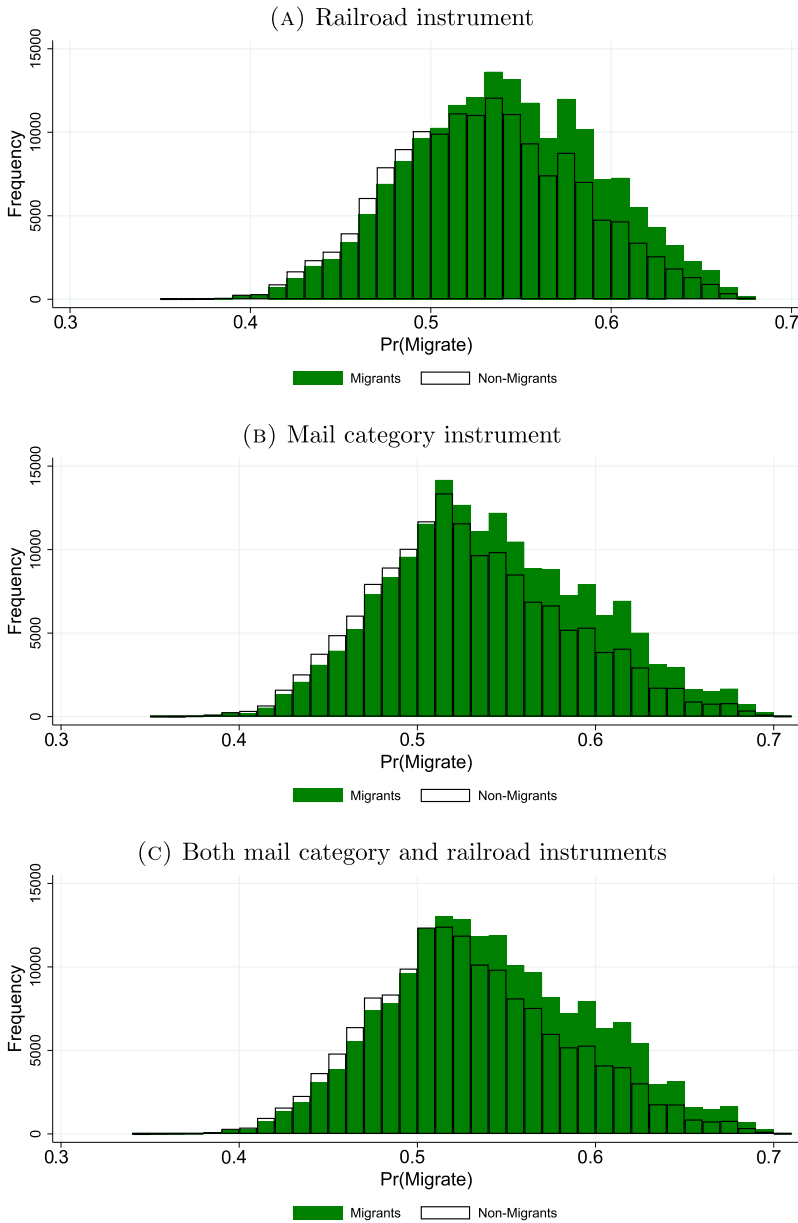 (A) Railroad instrument
15000
10000
5000
0
Frequency
0.3 0.4 0.5 0.6 0.7
Pr(Migrate)
Migrants Non-Migrants
(B) Mail category instrument
15000
10000
5000
0
Frequency
0.3 0.4 0.5 0.6 0.7
Pr(Migrate)
Migrants Non-Migrants
(C) Both mail category and railroad instruments
15000
10000
5000
0
Frequency
0.3 0.4 0.5 0.6 0.7
Pr(Migrate)
Migrants Non-Migrants